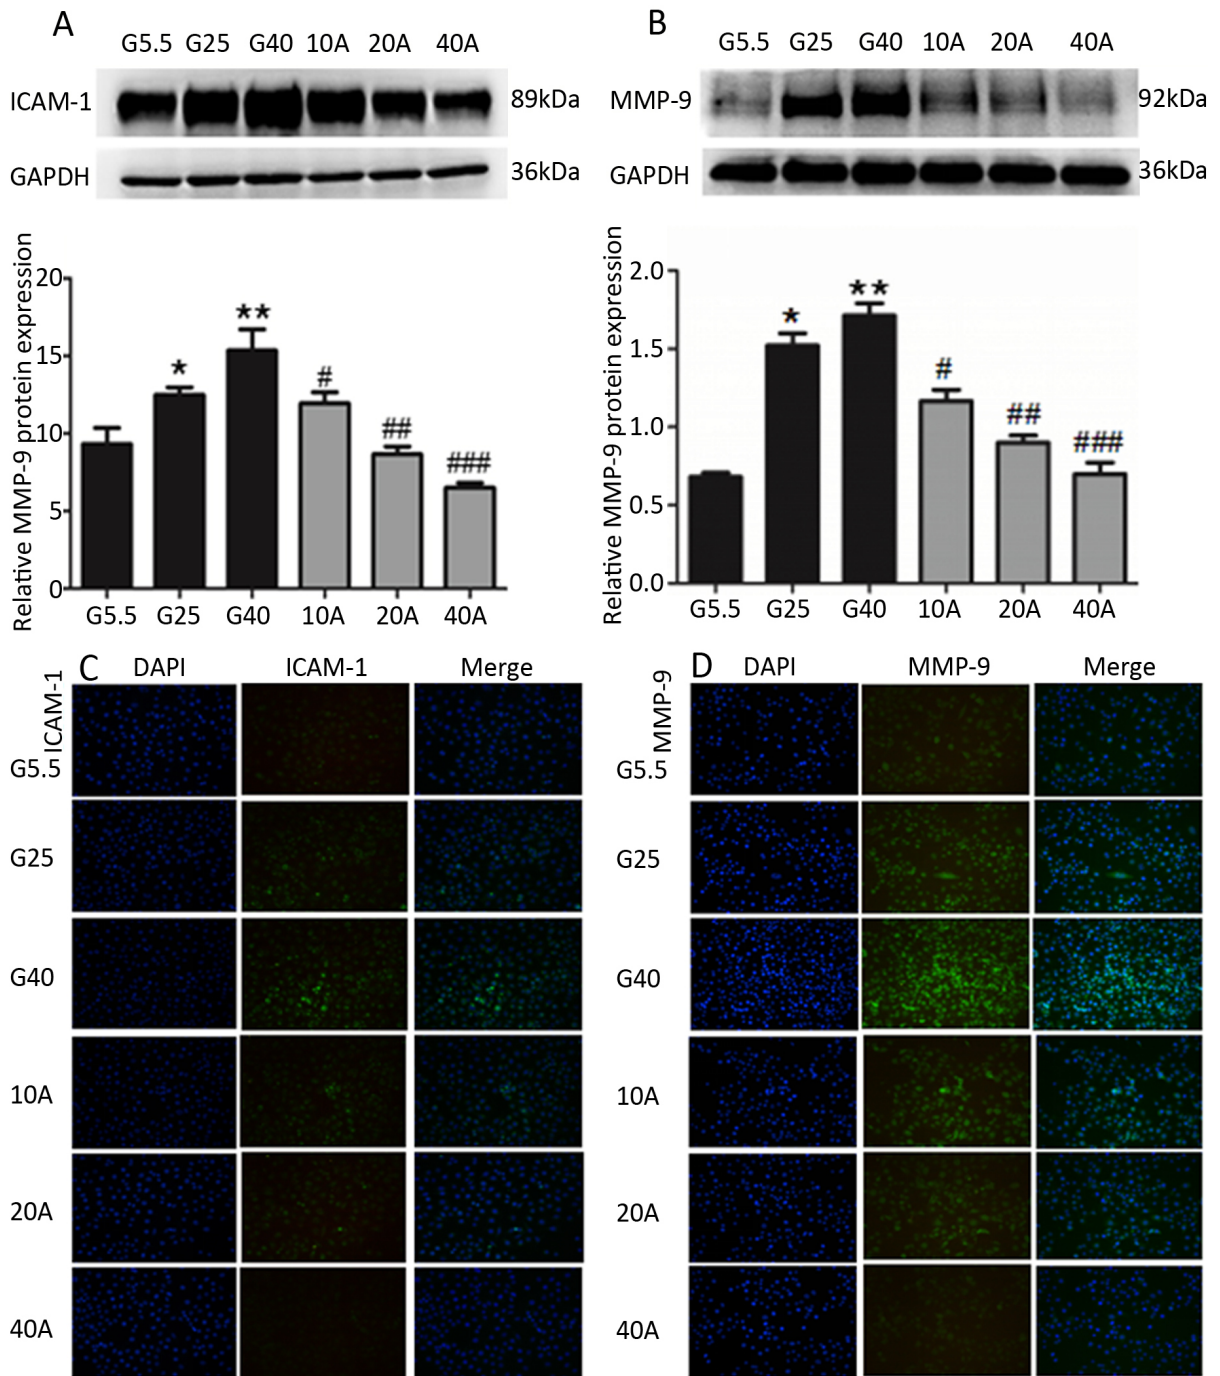 A
G5.5 G25 G40 10A 20A 40A
ICAM-1 89kDa
GAPDH 36kDa
Relative MMP-9 protein expression
20
15
10
5
0
*
**
#
##
###
G5.5 G25 G40 10A 20A 40A
B
G5.5 G25 G40 10A 20A 40A
MMP-9 92kDa
GAPDH 36kDa
Relative MMP-9 protein expression
2.0
1.5
1.0
0.5
0.0
*
**
#
##
###
G5.5 G25 G40 10A 20A 40A
C
ICAM-1
DAPI ICAM-1 Merge
G5.5
G25
G40
10A
20A
40A
D
MMP-9
DAPI MMP-9 Merge
G5.5
G25
G40
10A
20A
40A